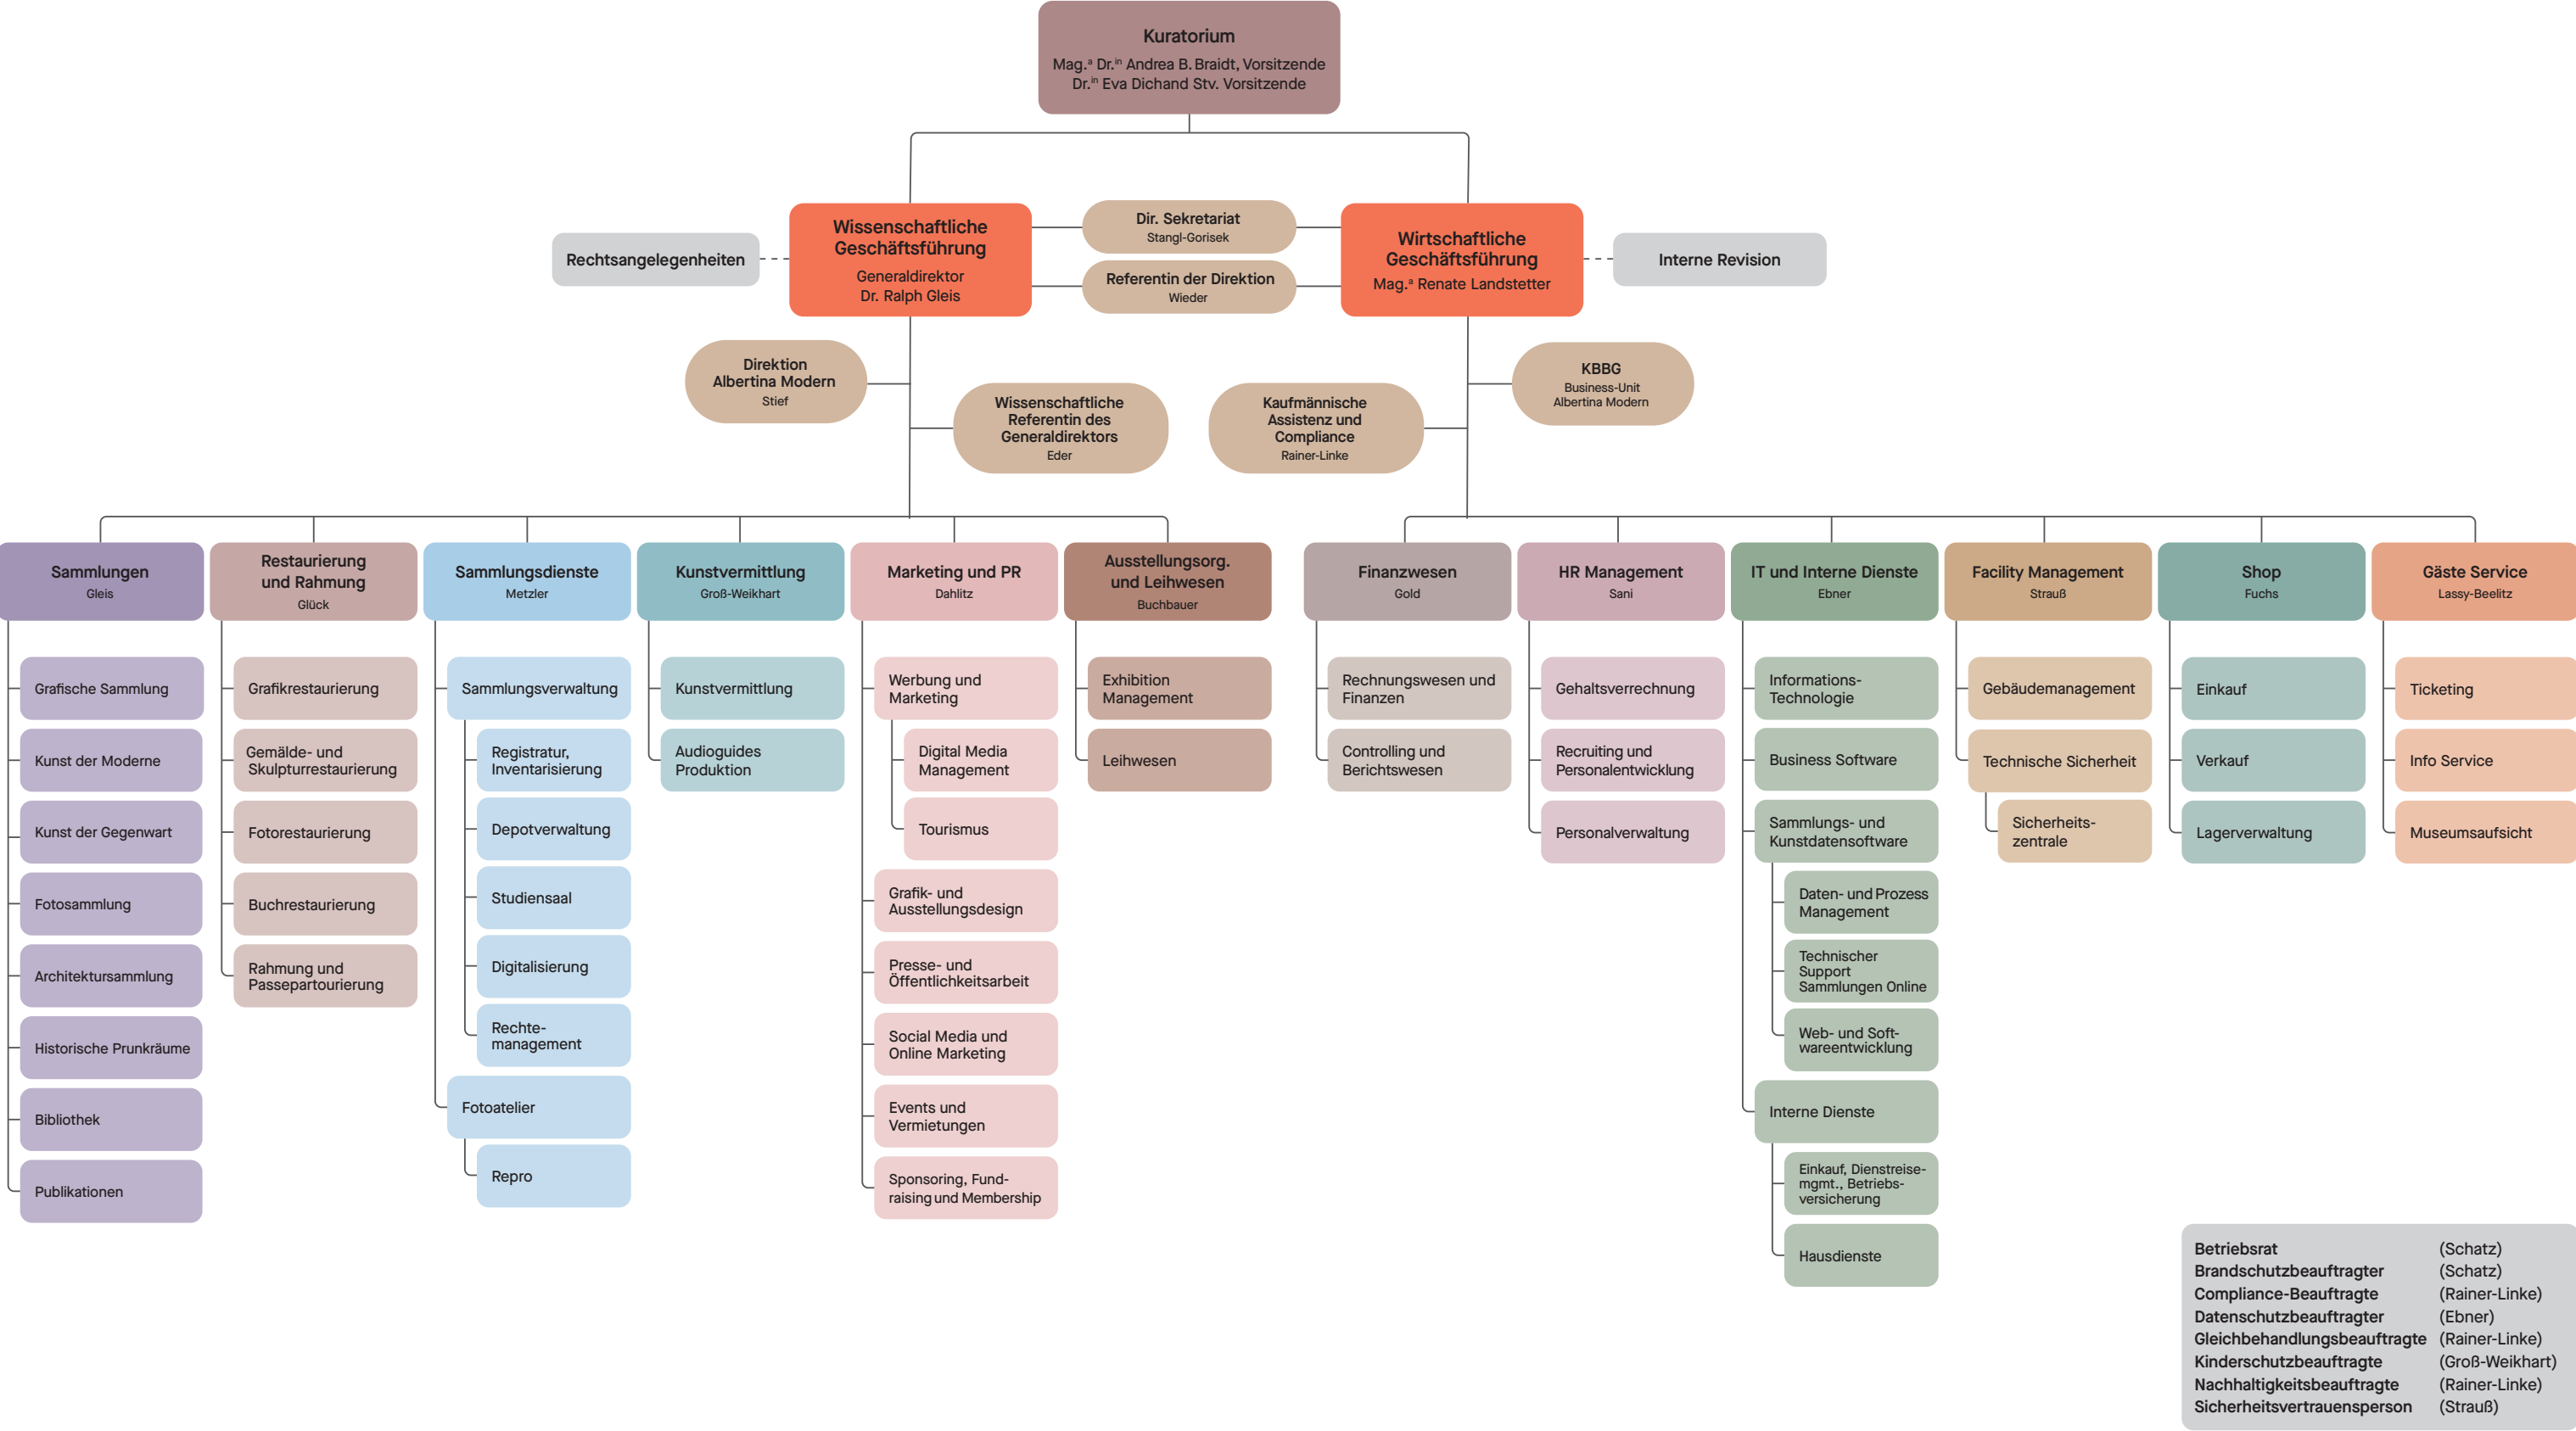 Kuratorium
Mag.ª Dr.ⁱⁿ Andrea B. Braidt, Vorsitzende
Dr.ⁱⁿ Eva Dichand Stv. Vorsitzende
Rechtsangelegenheiten
Wissenschaftliche
Geschäftsführung
Generaldirektor
Dr. Ralph Gleis
Dir. Sekretariat
Stangl-Gorisek
Referentin der Direktion
Wieder
Wirtschaftliche
Geschäftsführung
Mag.ª Renate Landstetter
Interne Revision
Direktion
Albertina Modern
Stief
Wissenschaftliche
Referentin des
Generaldirektors
Eder
Kaufmännische
Assistenz und
Compliance
Rainer-Linke
KBBG
Business-Unit
Albertina Modern
Sammlungen
Gleis
Grafische Sammlung
Kunst der Moderne
Kunst der Gegenwart
Fotosammlung
Architektursammlung
Historische Prunkräume
Bibliothek
Publikationen
Restaurierung
und Rahmung
Glück
Grafikrestaurierung
Gemälde- und
Skulpturrestaurierung
Fotorestaurierung
Buchrestaurierung
Rahmung und
Passepartourierung
Sammlungsdienste
Metzler
Sammlungsverwaltung
Registratur,
Inventarisierung
Depotverwaltung
Studiensaal
Digitalisierung
Rechte-
management
Fotoatelier
Repro
Kunstvermittlung
Groß-Weikhart
Kunstvermittlung
Audioguides
Produktion
Marketing und PR
Dahlitz
Werbung und
Marketing
Digital Media
Management
Tourismus
Grafik- und
Ausstellungsdesign
Presse- und
Öffentlichkeitsarbeit
Social Media und
Online Marketing
Events und
Vermietungen
Sponsoring, Fund-
raising und Membership
Ausstellungsorg.
und Leihwesen
Buchbauer
Exhibition
Management
Leihwesen
Finanzwesen
Gold
Rechnungswesen und
Finanzen
Controlling und
Berichtswesen
HR Management
Sani
Gehaltsverrechnung
Recruiting und
Personalentwicklung
Personalverwaltung
IT und Interne Dienste
Ebner
Informations-
Technologie
Business Software
Sammlungs- und
Kunstdatensoftware
Daten- und Prozess
Management
Technischer
Support
Sammlungen Online
Web- und Soft-
wareentwicklung
Interne Dienste
Einkauf, Dienstreise-
mgmt., Betriebs-
versicherung
Hausdienste
Facility Management
Strauß
Gebäudemanagement
Technische Sicherheit
Sicherheits-
zentrale
Shop
Fuchs
Einkauf
Verkauf
Lagerverwaltung
Gäste Service
Lassy-Beelitz
Ticketing
Info Service
Museumsaufsicht
Betriebsrat (Schatz)
Brandschutzbeauftragter (Schatz)
Compliance-Beauftragte (Rainer-Linke)
Datenschutzbeauftragter (Ebner)
Gleichbehandlungsbeauftragte (Rainer-Linke)
Kinderschutzbeauftragte (Groß-Weikhart)
Nachhaltigkeitsbeauftragte (Rainer-Linke)
Sicherheitsvertrauensperson (Strauß)